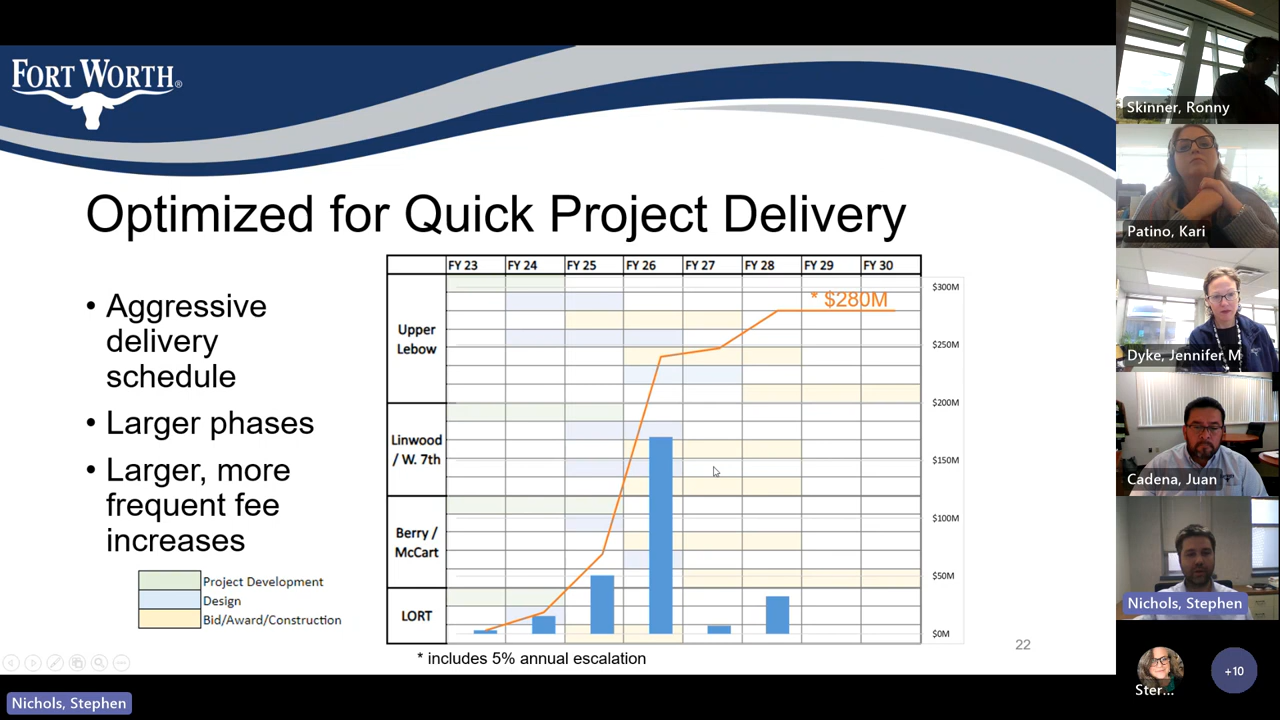 FORT WORTH®
Optimized for Quick Project Delivery
• Aggressive
delivery
schedule
• Larger phases
• Larger, more
frequent fee
increases
Project Development
Design
Bid/Award/Construction
FY 23 FY 24 FY 25 FY 26 FY 27 FY 28 FY 29 FY 30
Upper
Lebow
Linwood
/ W. 7th
Berry /
McCart
LORT
* $280M
$300M
$250M
$200M
$150M
$100M
$50M
$0M
* includes 5% annual escalation
22
Nichols, Stephen
Skinner, Ronny
Patino, Kari
Dyke, Jennifer M
Cadena, Juan
Nichols, Stephen
Ster...
+10